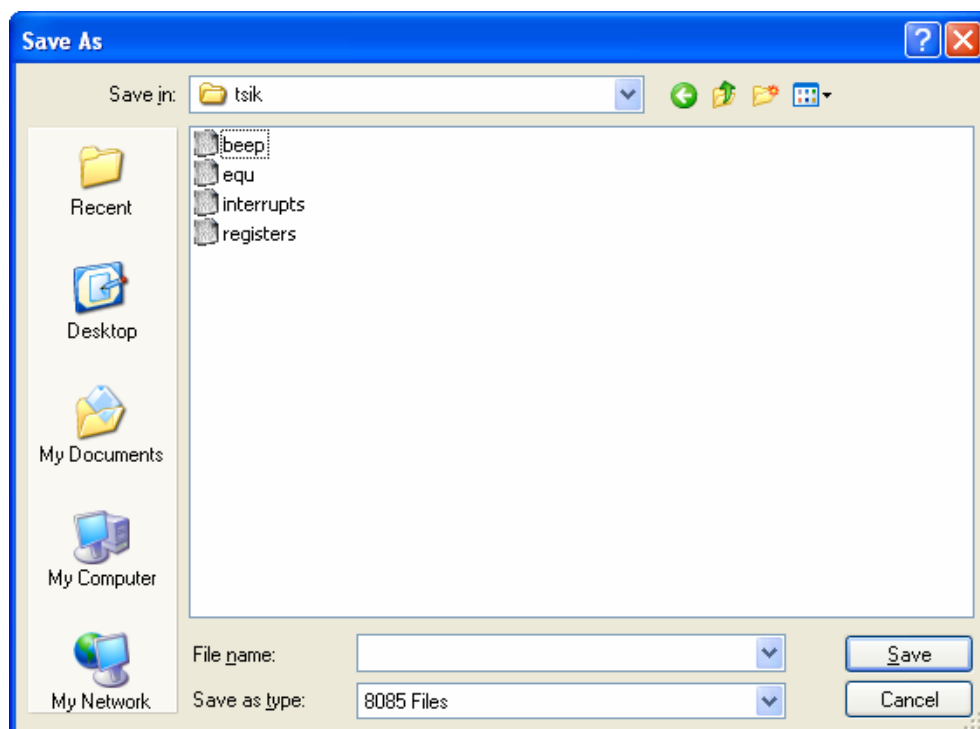 Save As
Save in: tsik
beep
equ
interrupts
registers
Recent
Desktop
My Documents
My Computer
My Network
File name:
Save
Save as type: 8085 Files
Cancel